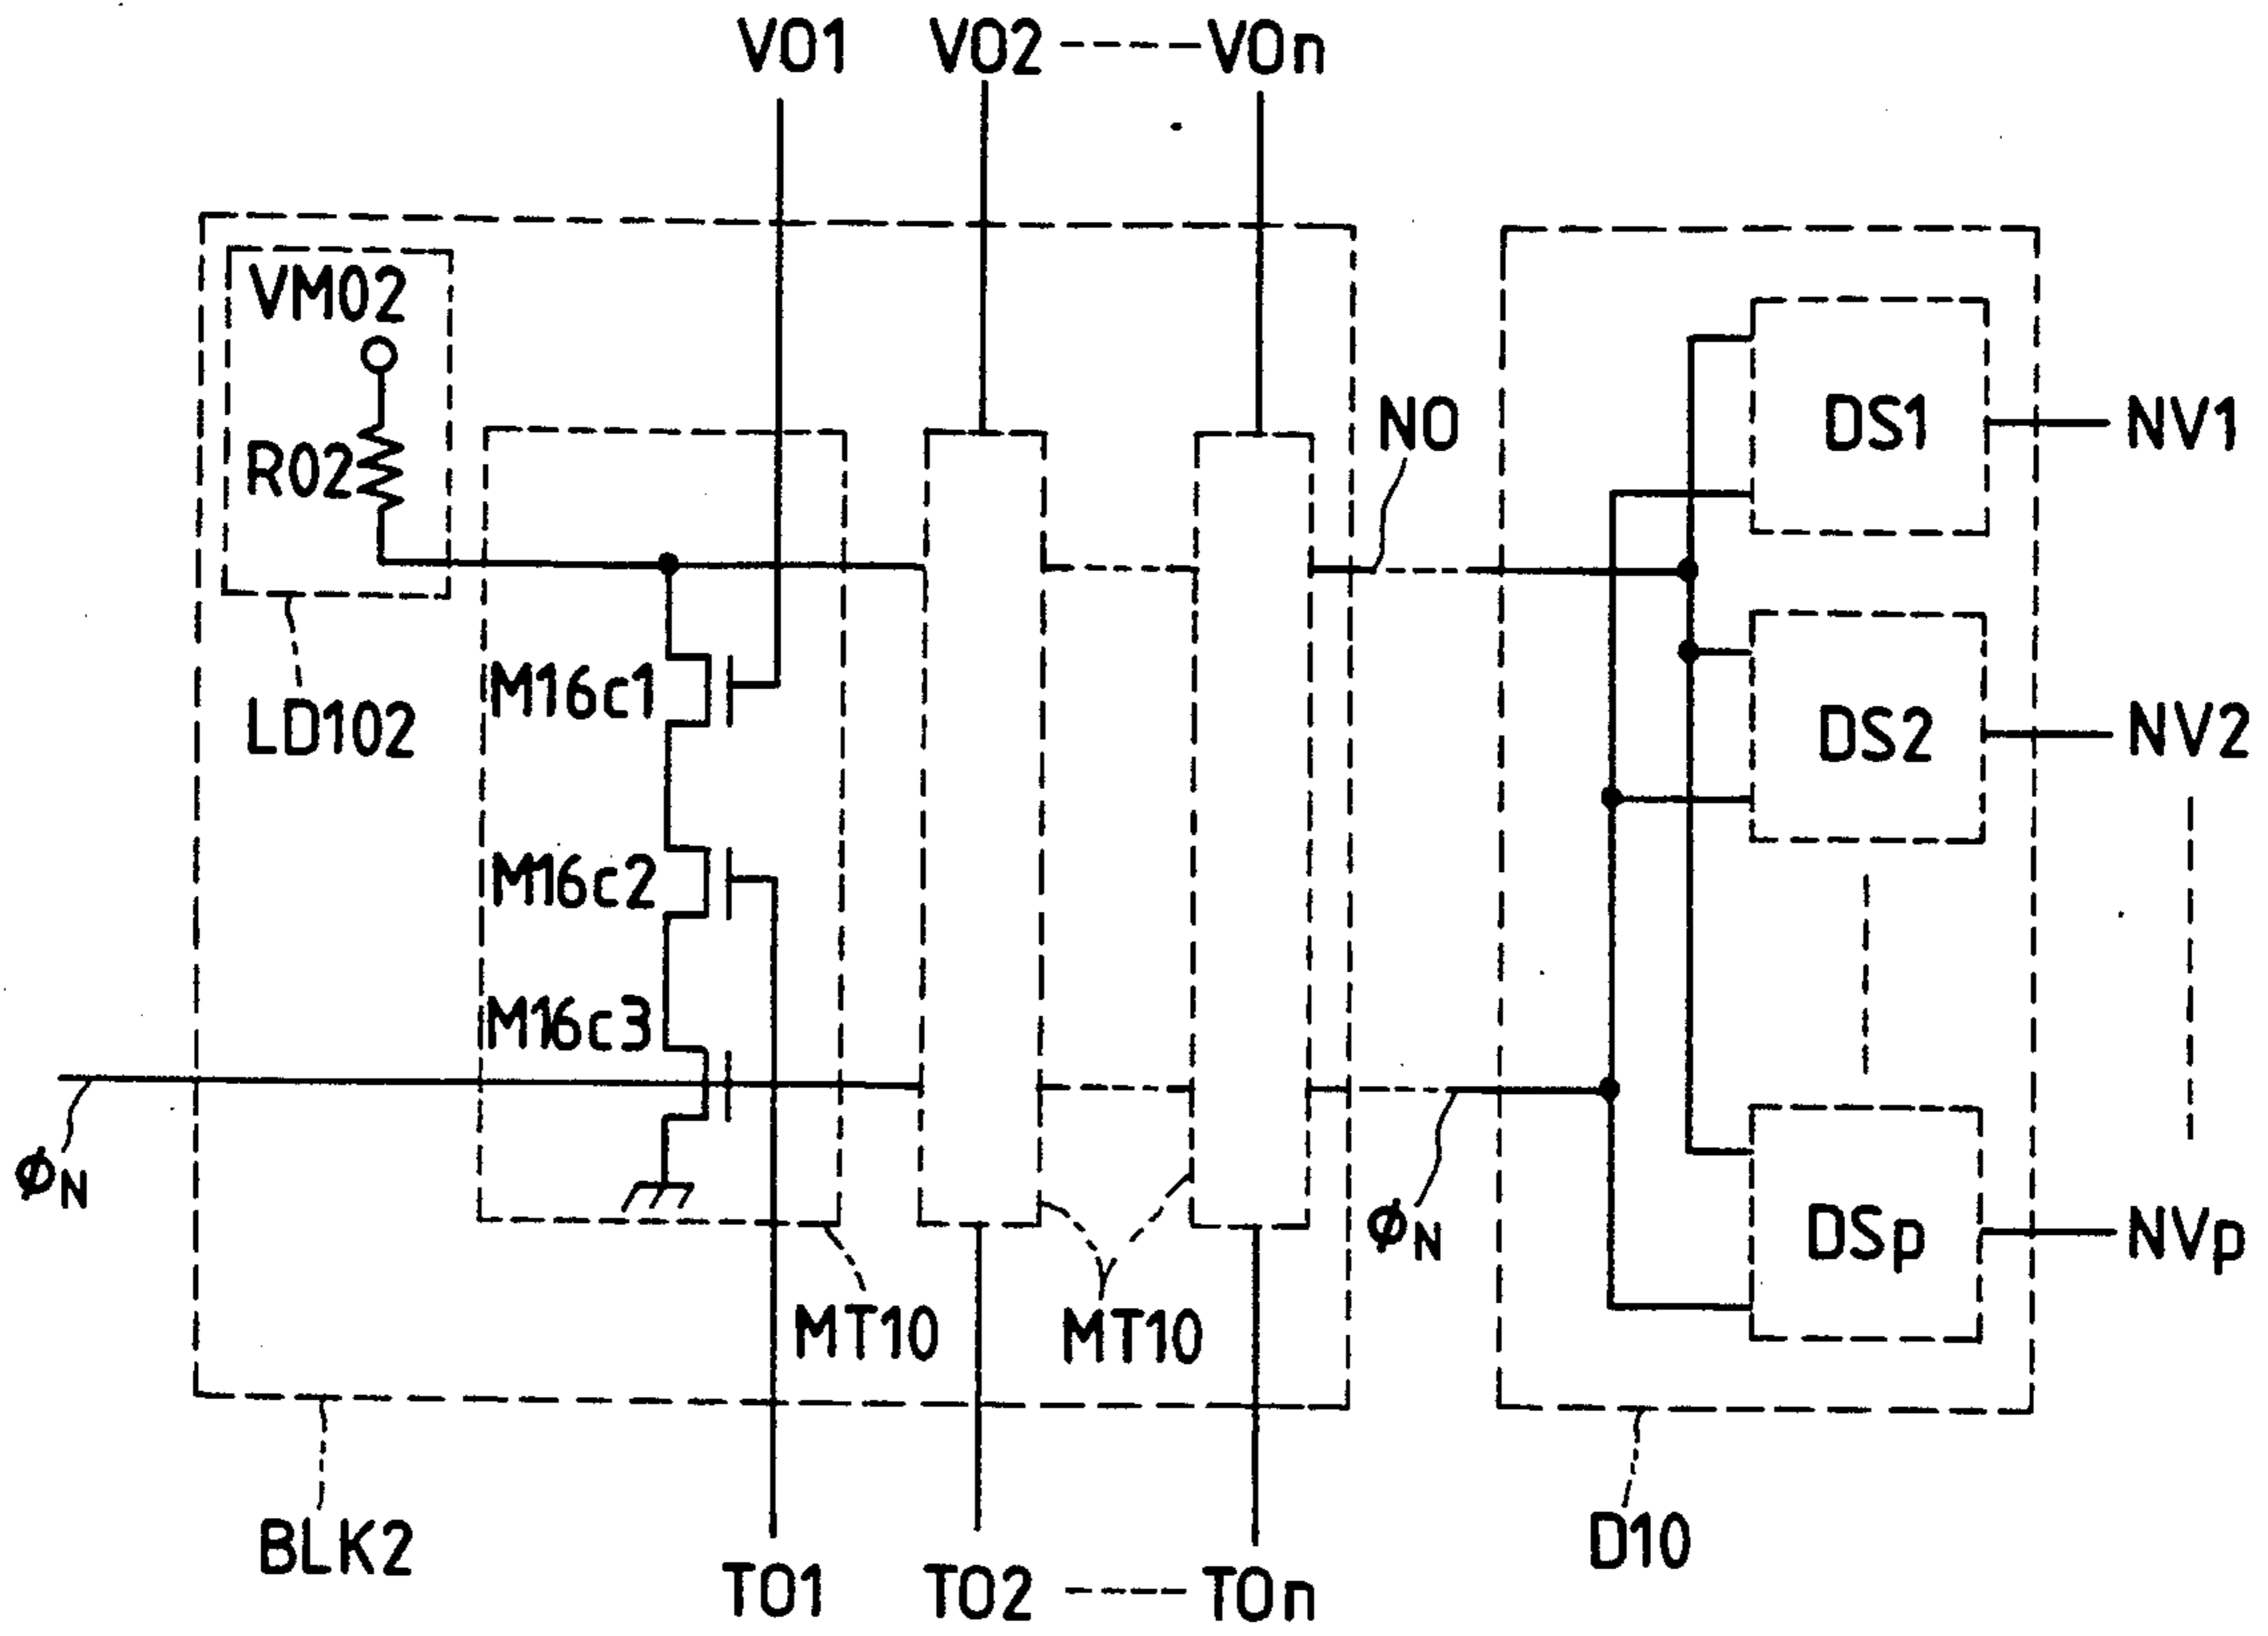 VO1 VO2 VOn
VM02
R02
LD102
NO
M16c1
M16c2
M16c3
DS1 NV1
DS2 NV2
DSp NVp
ϕN
ϕN
MT10 MT10
BLK2
D10
TO1 TO2 TOn